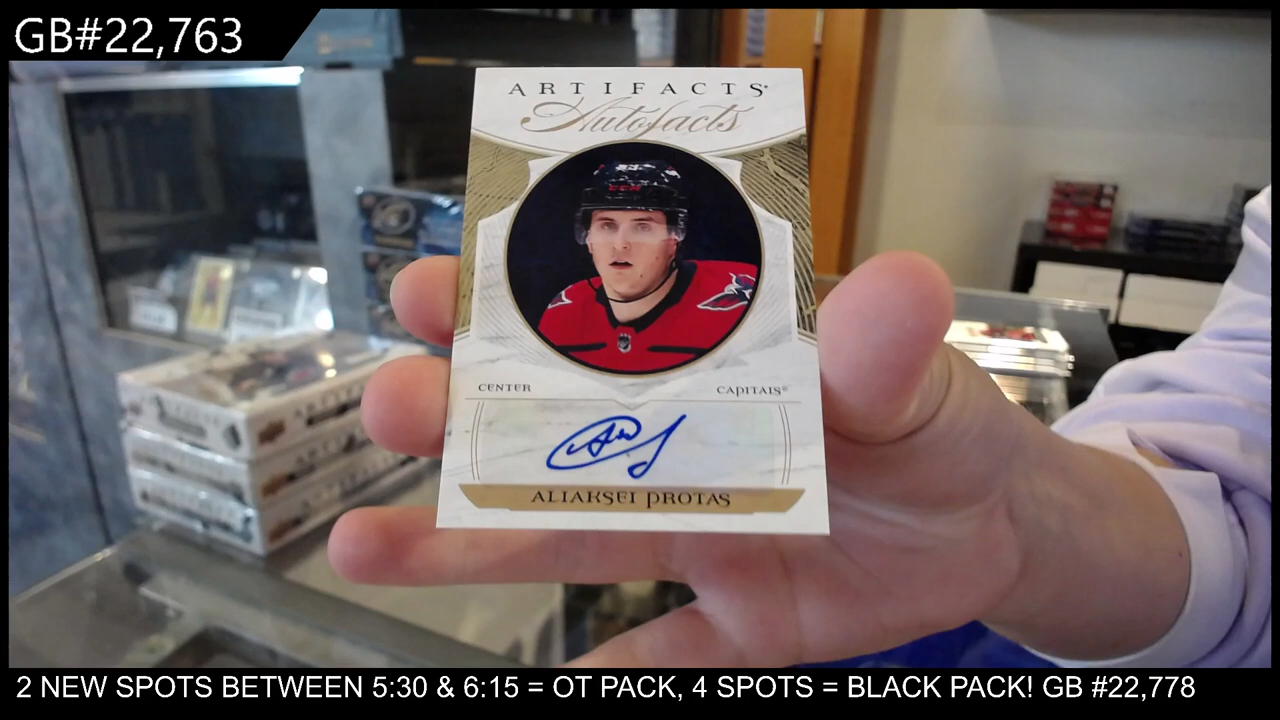 GB#22,763
ARTIFACTS
Autofacts
CCM
CENTER
CAPITALS®
ALIAKSEI PROTAS
2 NEW SPOTS BETWEEN 5:30 & 6:15 = OT PACK, 4 SPOTS = BLACK PACK! GB #22,778